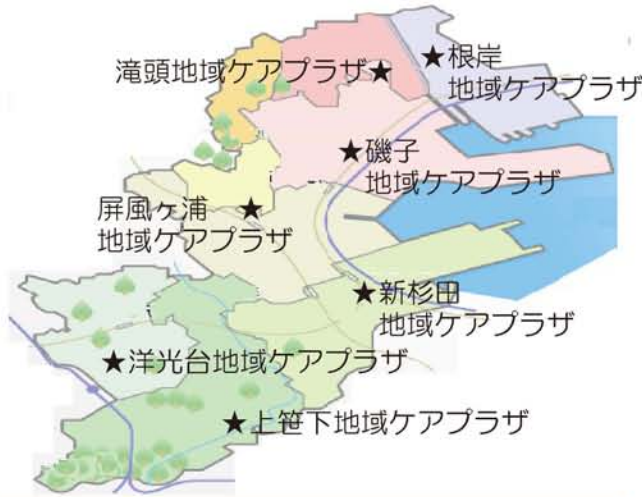 滝頭地域ケアプラザ★
★根岸
地域ケアプラザ
★磯子
地域ケアプラザ
屏風ヶ浦★
地域ケアプラザ
★新杉田
地域ケアプラザ
★洋光台地域ケアプラザ
★上笹下地域ケアプラザ